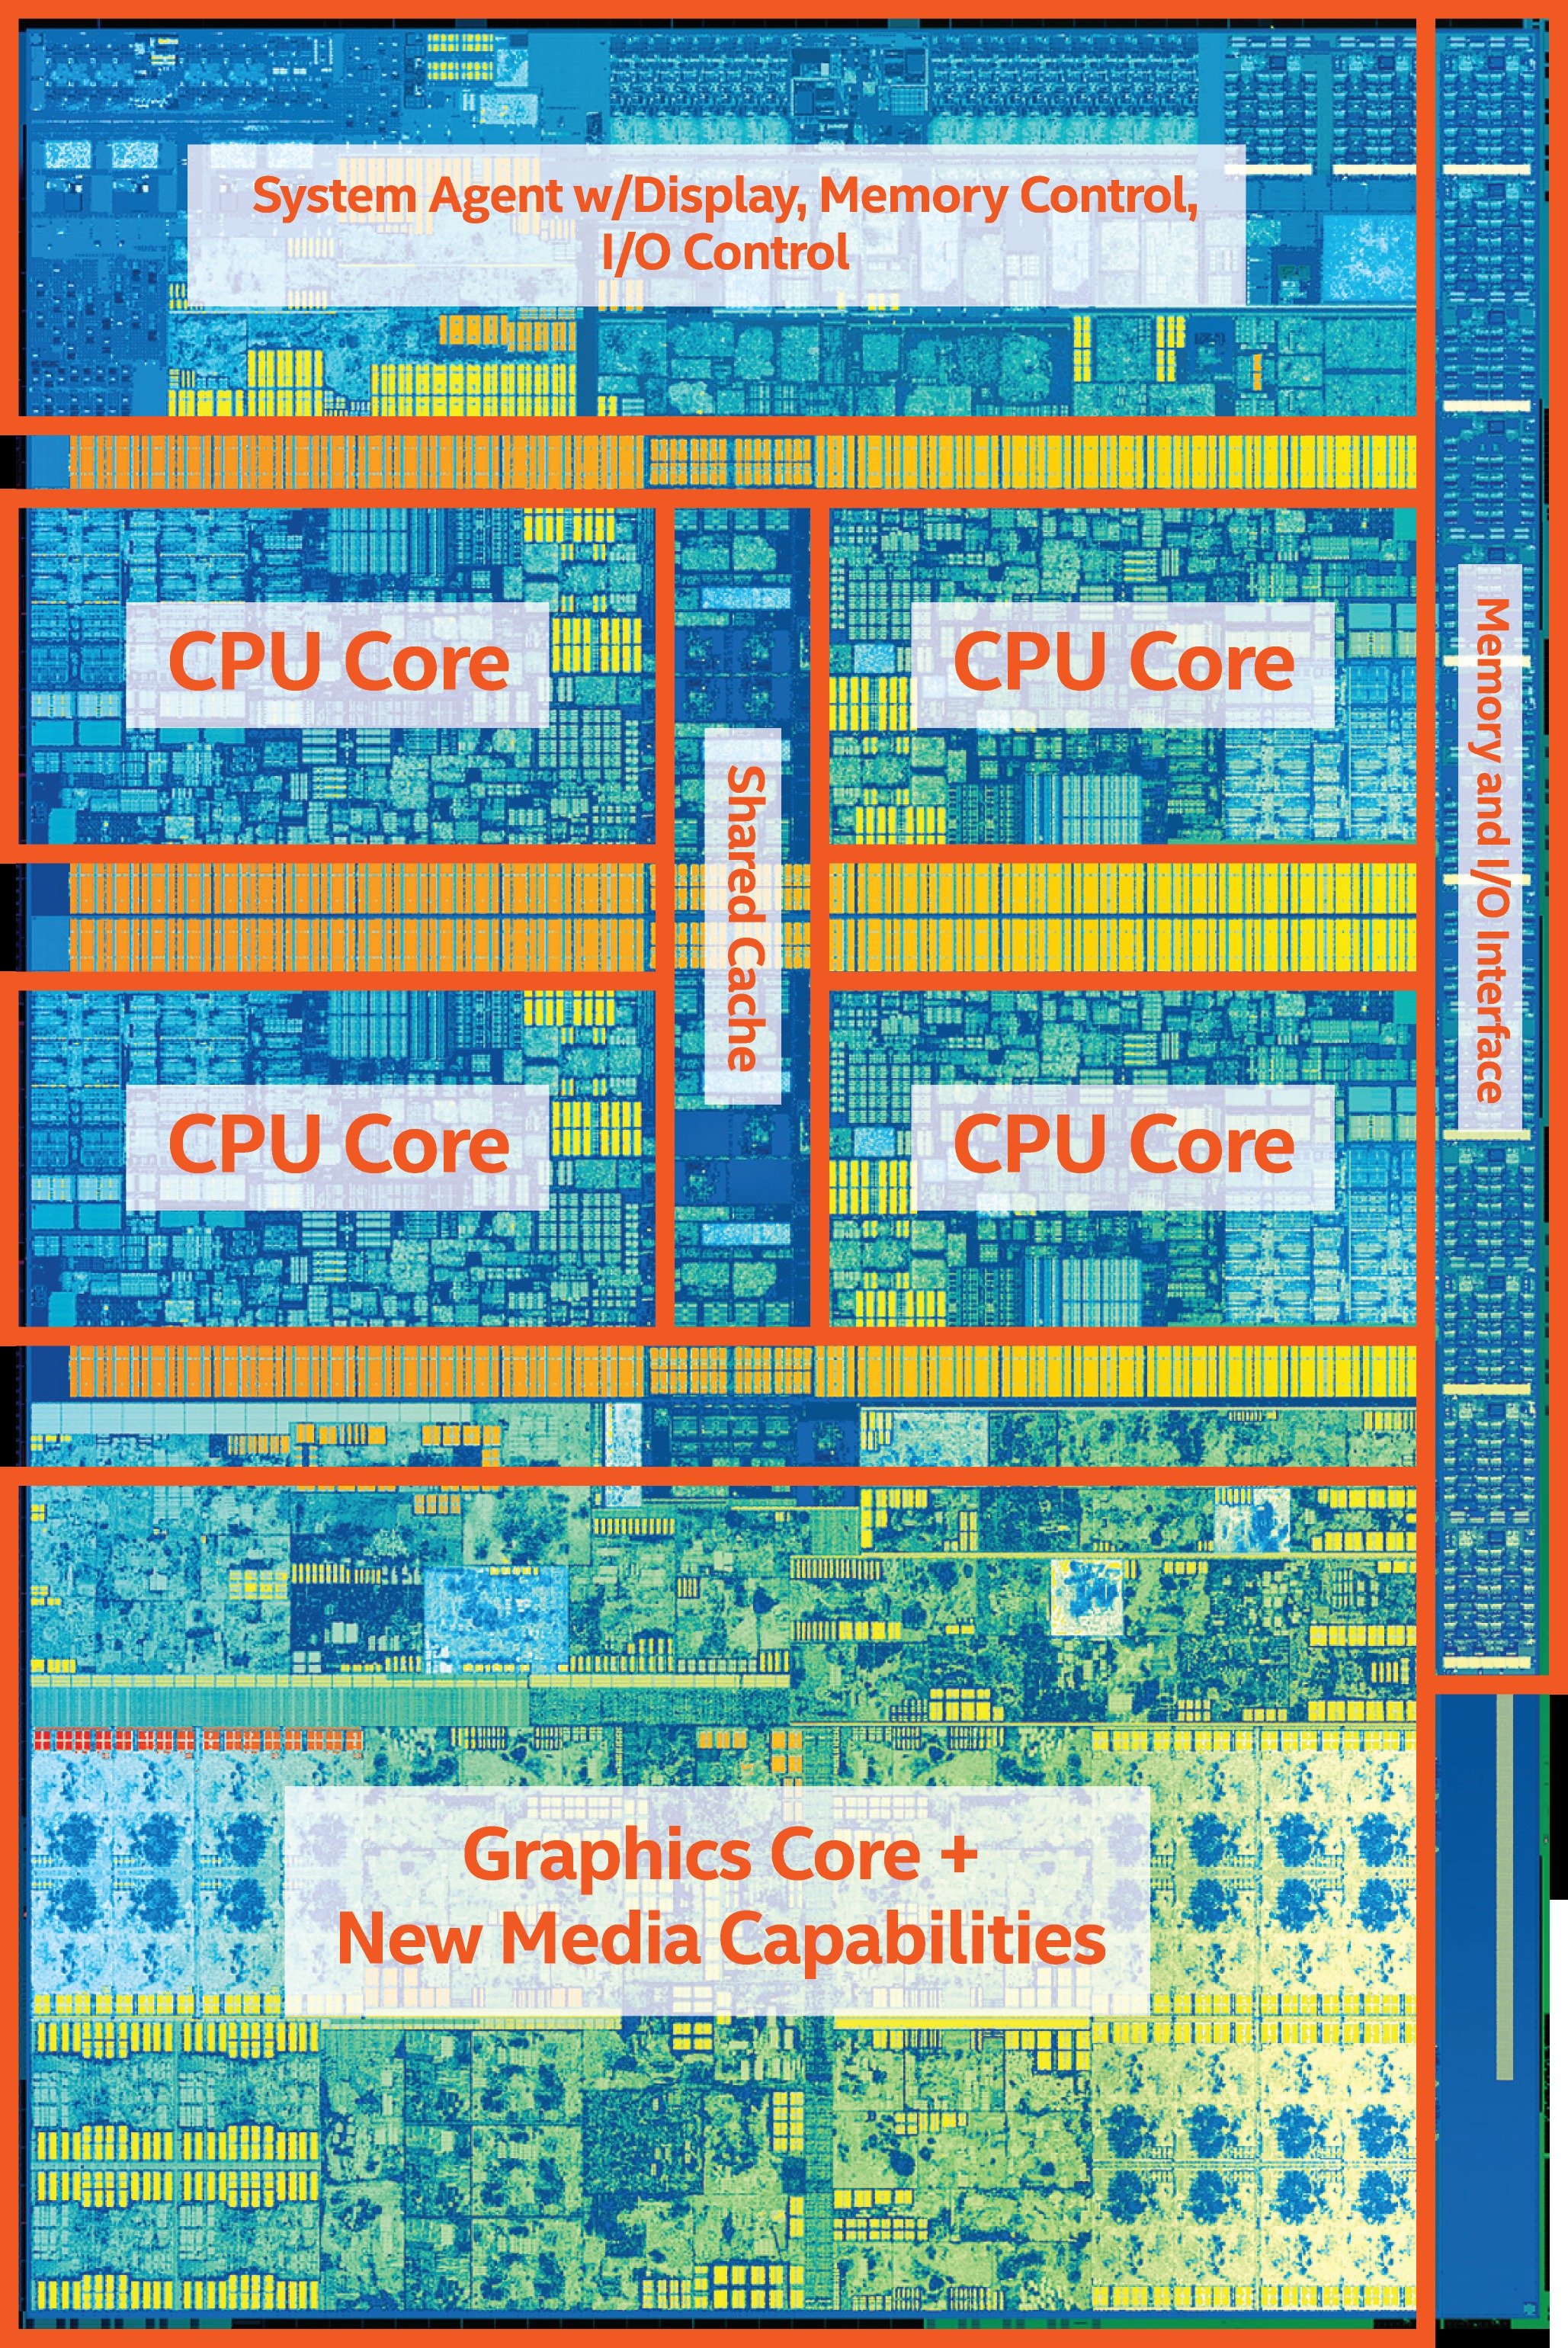 System Agent w/Display, Memory Control,
I/O Control
CPU Core
CPU Core
Shared Cache
Memory and I/O Interface
CPU Core
CPU Core
Graphics Core +
New Media Capabilities